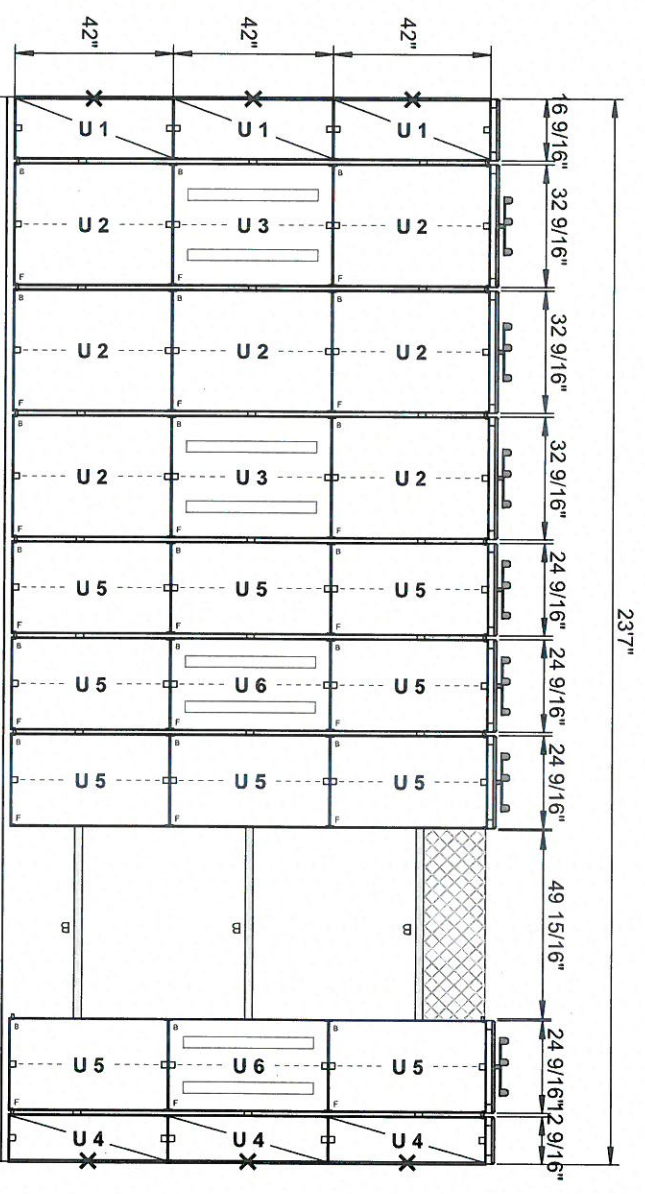 42" 42" 42"
16 9/16"
U 1 U 1 U 1
B B B
32 9/16"
U 2 U 3 U 2
F F F
23'7"
B B B
32 9/16"
U 2 U 2 U 2
F F F
B B B
32 9/16"
U 2 U 3 U 2
F F F
B B B
24 9/16"
U 5 U 5 U 5
F F F
B B B
24 9/16"
U 5 U 6 U 5
F F F
B B B
24 9/16"
U 5 U 5 U 5
F F F
49 15/16"
B B B
B B B
24 9/16"
U 5 U 6 U 5
F F F
12 9/16"
U 4 U 4 U 4